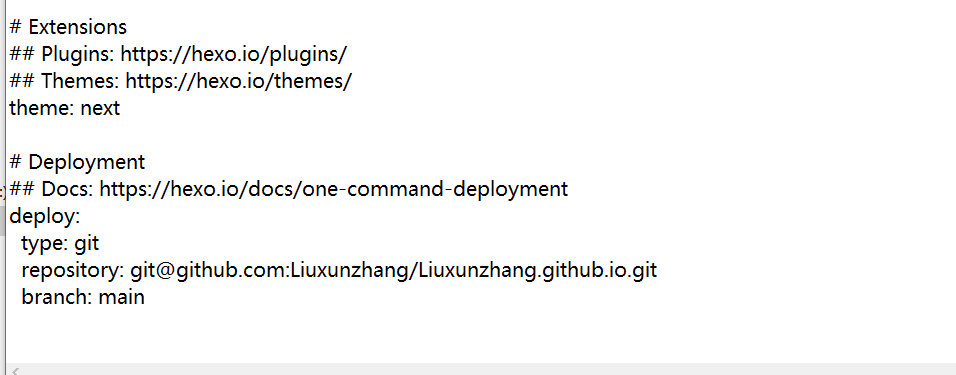 # Extensions
## Plugins: https://hexo.io/plugins/
## Themes: https://hexo.io/themes/
theme: next
# Deployment
## Docs: https://hexo.io/docs/one-command-deployment
deploy:
  type: git
  repository: git@github.com:Liuxunzhang/Liuxunzhang.github.io.git
  branch: main